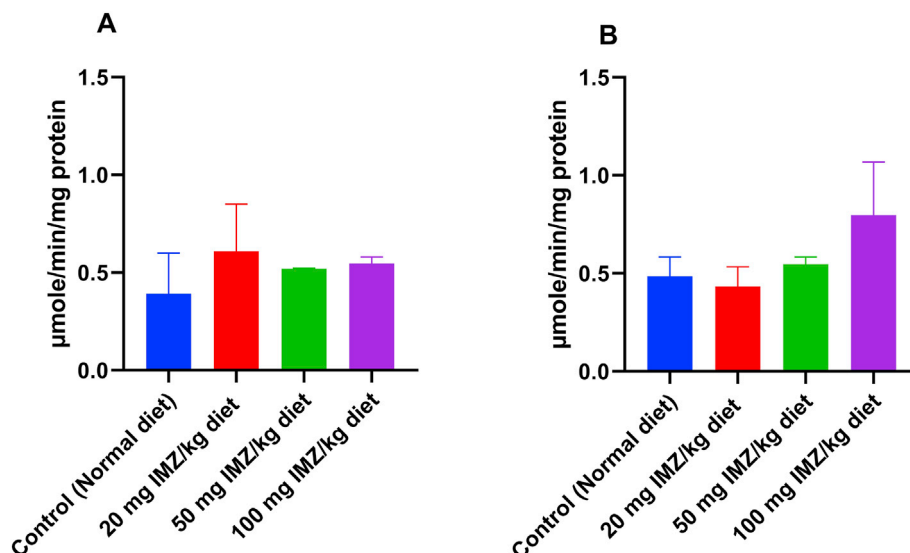 A
µmole/min/mg protein
1.5
1.0
0.5
0.0
Control (Normal diet)
20 mg IMZ/kg diet
50 mg IMZ/kg diet
100 mg IMZ/kg diet
B
µmole/min/mg protein
1.5
1.0
0.5
0.0
Control (Normal diet)
20 mg IMZ/kg diet
50 mg IMZ/kg diet
100 mg IMZ/kg diet